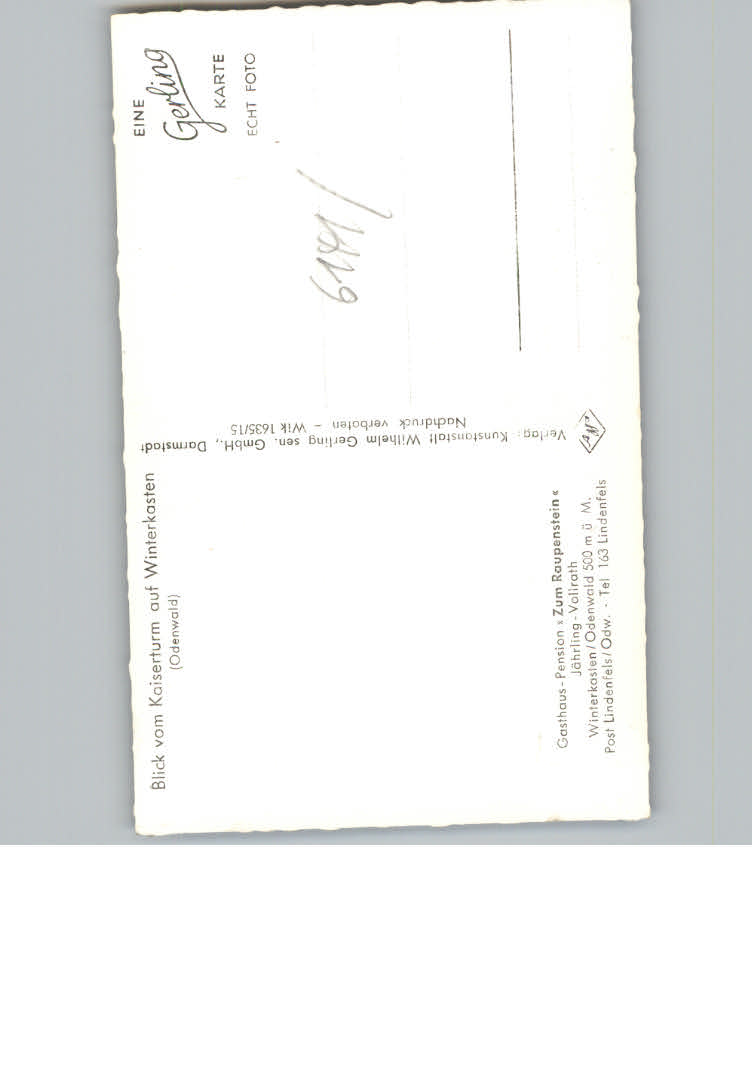 Blick vom Kaiserturm auf Winterkasten
(Odenwald)
Gasthaus-Pension »Zum Raupenstein«
Jährling-Vollrath
Winterkasten/Odenwald 500 m ü M.
Post Lindenfels/Odw. - Tel 163 Lindenfels
Verlag: Kunstanstalt Wilhelm Gerling sen. GmbH., Darmstadt
Nachdruck verboten – Wik 1635/15
EINE
Gerling
KARTE
ECHT FOTO